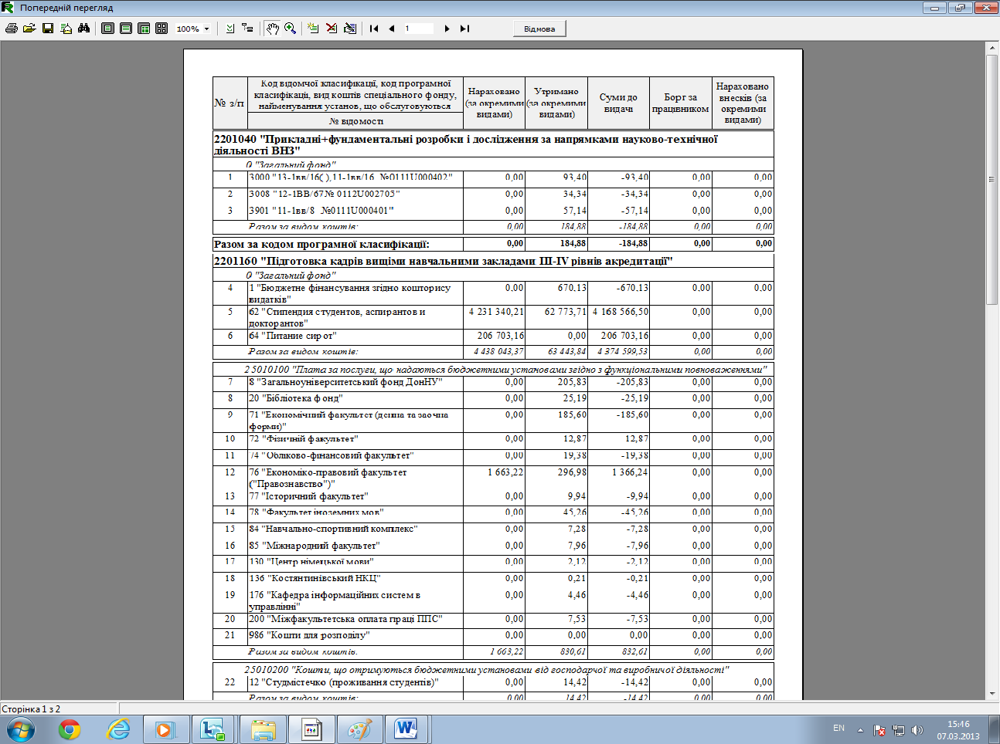 Попередній перегляд
100%
1
Відмова
№ з/п
Код відомчої класифікації, код програмної
класифікації, вид коштів спеціального фонду,
найменування установ, що обслуговуються
№ відомості
Нараховано
(за окремими
видами)
Утримано
(за окремими
видами)
Суми до
видачі
Борг за
працівником
Нараховано
внесків (за
окремими
видами)
2201040 "Прикладні+фундаментальні розробки і дослідження за напрямками науково-технічної
діяльності ВНЗ"
0 "Загальний фонд"
1 3000 "13-1вв/16( ),11-1вв/16 №0111U000402" 0,00 93,40 -93,40 0,00 0,00
2 3008 "12-1ВВ/67№ 0112U002705" 0,00 34,34 -34,34 0,00 0,00
3 3901 "11-1вв/8 №0111U000401" 0,00 57,14 -57,14 0,00 0,00
Разом за видом коштів: 0,00 184,88 -184,88 0,00 0,00
Разом за кодом програмної класифікації: 0,00 184,88 -184,88 0,00 0,00
2201160 "Підготовка кадрів вищіми навчальними закладами III-IV рівнів акредитації"
0 "Загальний фонд"
4 1 "Бюджетне фінансування згідно кошторису 0,00 670,13 -670,13 0,00 0,00
видатків"
5 62 "Стипендия студентов, аспирантов и 4 231 340,21 62 773,71 4 168 566,50 0,00 0,00
докторантов"
6 64 "Питание сирот" 206 703,16 0,00 206 703,16 0,00 0,00
Разом за видом коштів: 4 438 043,37 63 443,84 4 374 599,53 0,00 0,00
25010100 "Плата за послуги, що надаються бюджетними установами згідно з функціональними повноваженнями"
7 8 "Загальноуніверситетський фонд ДонНУ" 0,00 205,83 -205,83 0,00 0,00
8 20 "Бібліотека фонд" 0,00 25,19 -25,19 0,00 0,00
9 71 "Економічний факультет (денна та заочна 0,00 185,60 -185,60 0,00 0,00
форми)"
10 72 "Фізичній факультет" 0,00 12,87 -12,87 0,00 0,00
11 74 "Обліково-фінансовий факультет" 0,00 19,38 -19,38 0,00 0,00
12 76 "Економіко-правовий факультет 1 663,22 296,98 1 366,24 0,00 0,00
("Правознавство")"
13 77 "Історичний факультет" 0,00 9,94 -9,94 0,00 0,00
14 78 "Факультет іноземних мов" 0,00 45,26 -45,26 0,00 0,00
15 84 "Навчально-спортивний комплекс" 0,00 7,28 -7,28 0,00 0,00
16 85 "Міжнародний факультет" 0,00 7,96 -7,96 0,00 0,00
17 130 "Центр німецької мови" 0,00 2,12 -2,12 0,00 0,00
18 136 "Костянтинівський НКЦ" 0,00 0,21 -0,21 0,00 0,00
19 176 "Кафедра інформаційних систем в 0,00 4,46 -4,46 0,00 0,00
управлінні"
20 200 "Міжфакультетська оплата праці ППС" 0,00 7,53 -7,53 0,00 0,00
21 986 "Кошти для розподілу" 0,00 0,00 0,00 0,00 0,00
Разом за видом коштів: 1 663,22 830,61 832,61 0,00 0,00
25010200 "Кошти, що отримуються бюджетними установами від господарчої та виробничої діяльності"
22 12 "Студмістечко (проживання студентів)" 0,00 14,42 -14,42 0,00 0,00
Разом за видом коштів: 0,00 14,42 -14,42 0,00 0,00
Сторінка 1 з 2
EN
15:46
07.03.2013